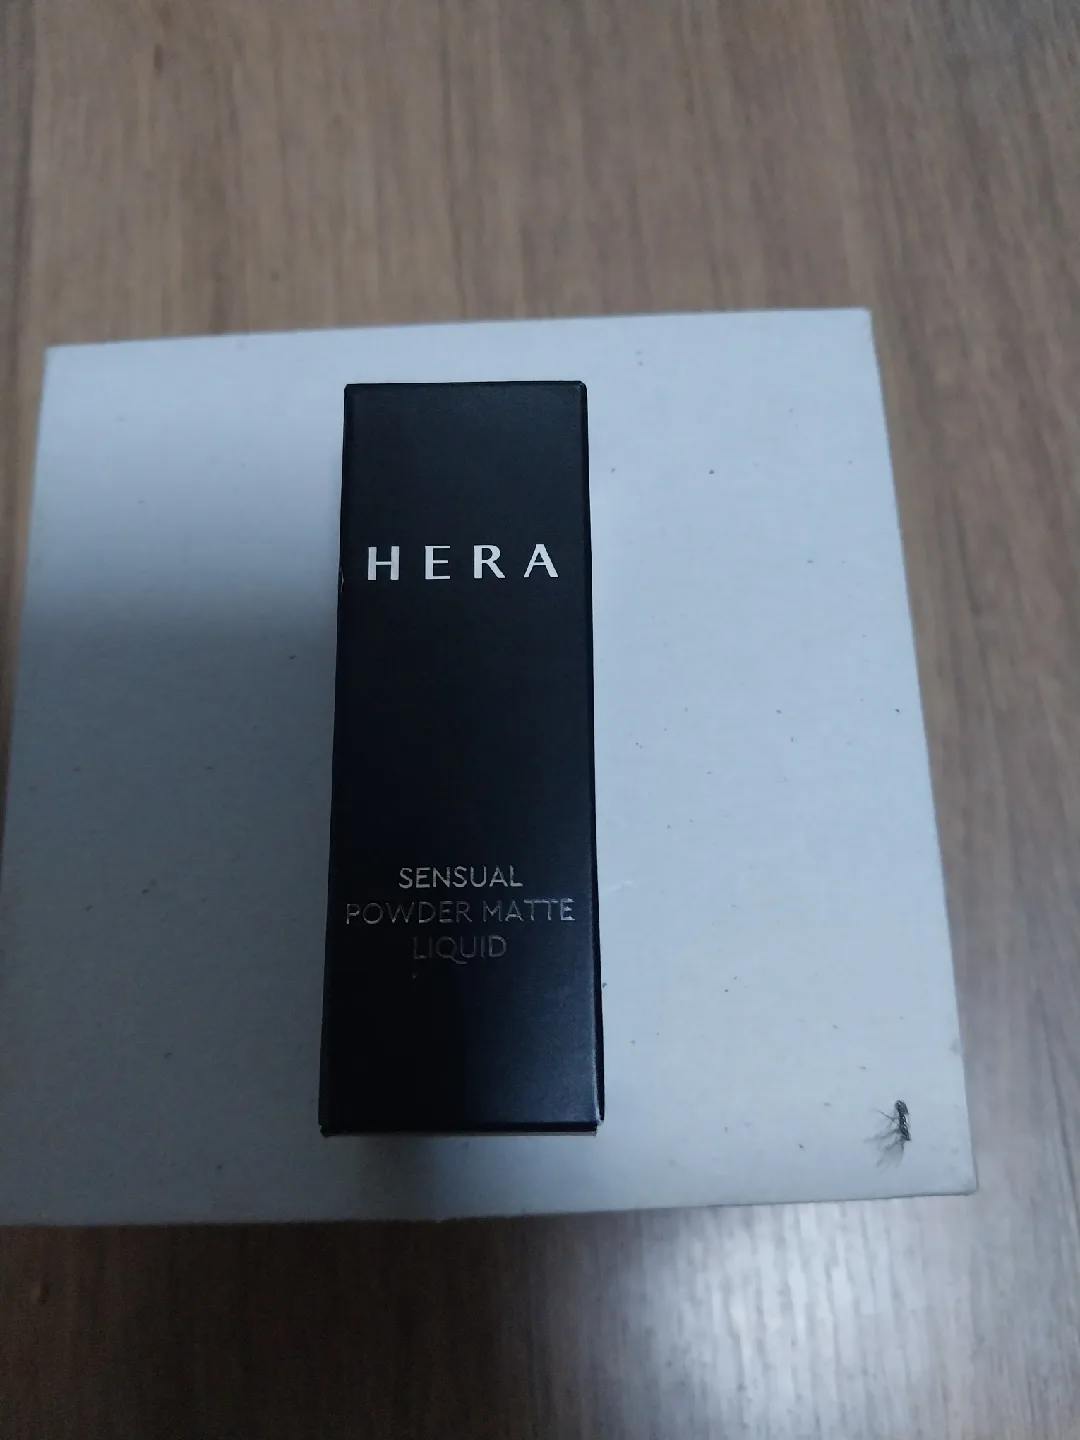 HERA
SENSUAL
POWDER MATTE
LIQUID